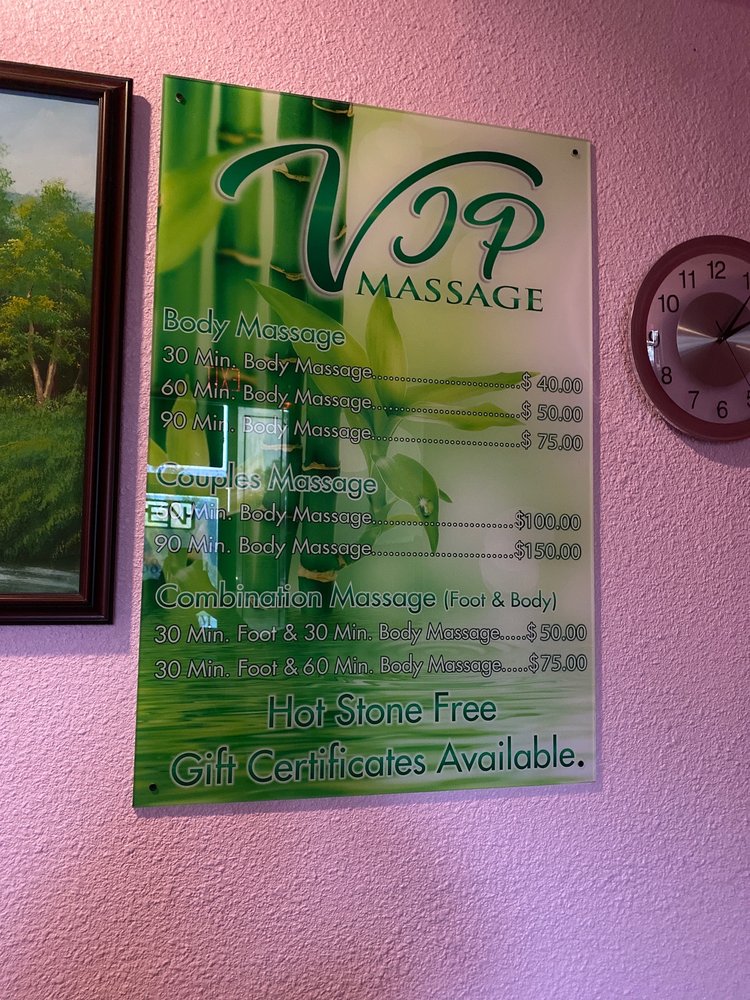 VIP
MASSAGE
Body Massage
30 Min. Body Massage..............................$ 40.00
60 Min. Body Massage..............................$ 50.00
90 Min. Body Massage..............................$ 75.00
Couples Massage
Min. Body Massage............................$100.00
90 Min. Body Massage............................$150.00
Combination Massage (Foot & Body)
30 Min. Foot & 30 Min. Body Massage.....$ 50.00
30 Min. Foot & 60 Min. Body Massage.....$75.00
Hot Stone Free
Gift Certificates Available.
10 11 12
8 7 6